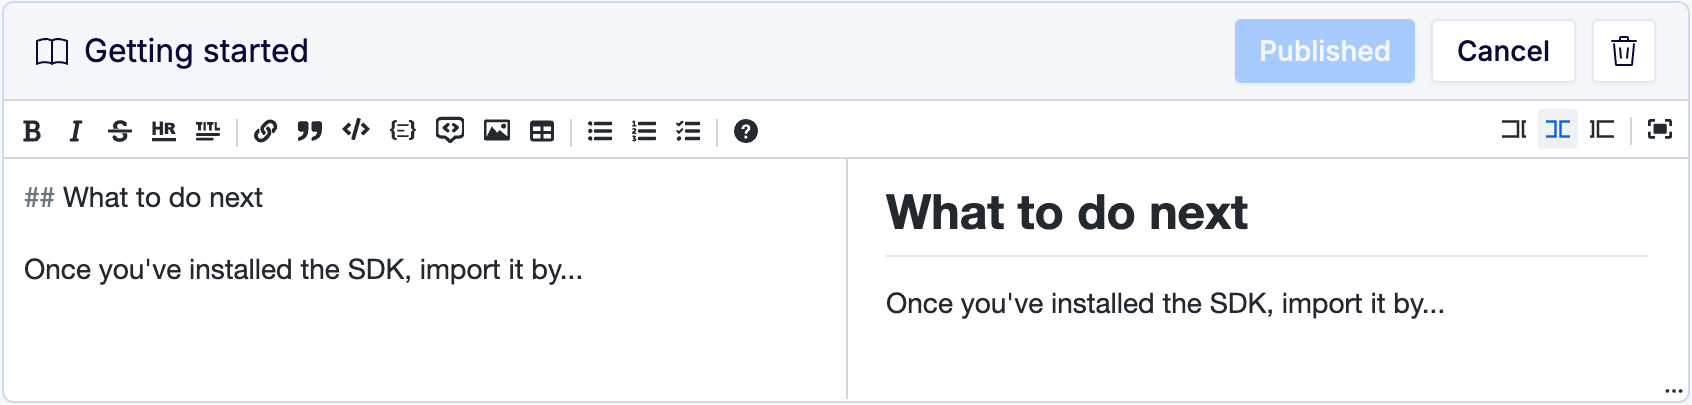 Getting started
Published
Cancel
B I S HR TITL
## What to do next
Once you've installed the SDK, import it by...
What to do next
Once you've installed the SDK, import it by...